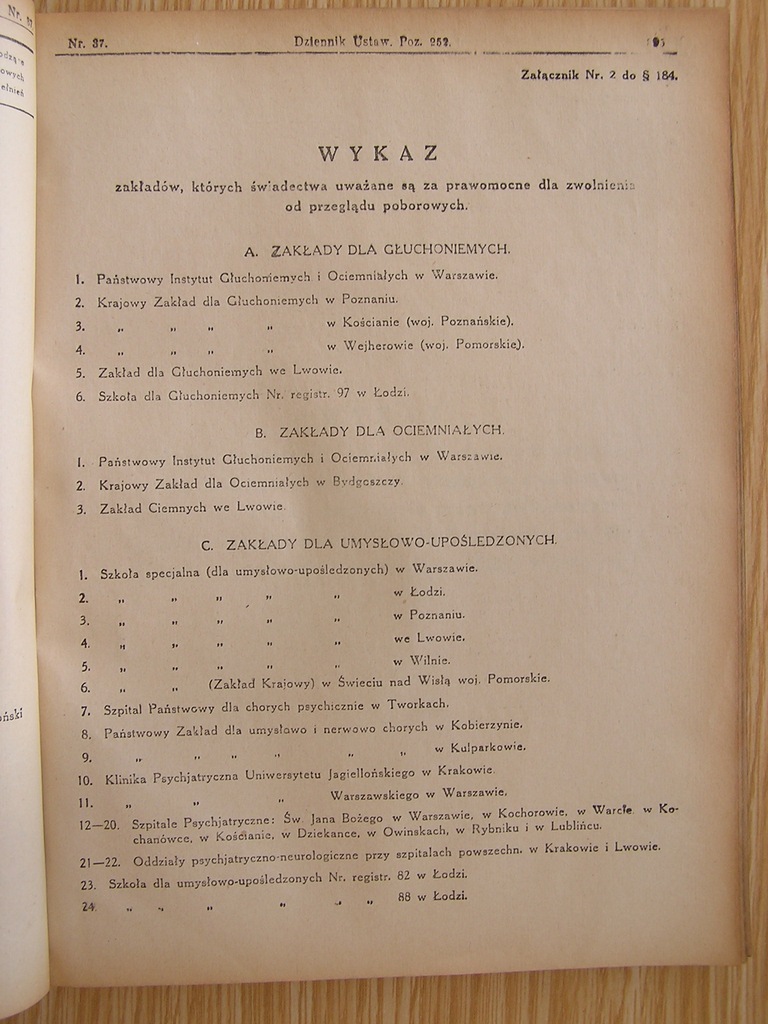 Nr. 37. Dziennik Ustaw. Poz. 252.
Załącznik Nr. 2 do § 184.
WYKAZ
zakładów, których świadectwa uważane są za prawomocne dla zwolnienia
od przeglądu poborowych.
A. ZAKŁADY DLA GŁUCHONIEMYCH.
1. Państwowy Instytut Głuchoniemych i Ociemniałych w Warszawie.
2. Krajowy Zakład dla Głuchoniemych w Poznaniu.
3. „ „ „ „ w Kościanie (woj. Poznańskie).
4. „ „ „ „ w Wejherowie (woj. Pomorskie).
5. Zakład dla Głuchoniemych we Lwowie.
6. Szkoła dla Głuchoniemych Nr. registr. 97 w Łodzi.
B. ZAKŁADY DLA OCIEMNIAŁYCH.
1. Państwowy Instytut Głuchoniemych i Ociemniałych w Warszawie.
2. Krajowy Zakład dla Ociemniałych w Bydgoszczy.
3. Zakład Ciemnych we Lwowie.
C. ZAKŁADY DLA UMYSŁOWO-UPOŚLEDZONYCH.
1. Szkoła specjalna (dla umysłowo-upośledzonych) w Warszawie.
2. „ „ „ „ „ w Łodzi.
3. „ „ „ „ „ w Poznaniu.
4. „ „ „ „ „ we Lwowie.
5. „ „ „ „ „ w Wilnie.
6. „ „ (Zakład Krajowy) w Świeciu nad Wisłą woj. Pomorskie.
7. Szpital Państwowy dla chorych psychicznie w Tworkach.
8. Państwowy Zakład dla umysłowo i nerwowo chorych w Kobierzynie.
9. „ „ „ „ „ „ w Kulparkowie.
10. Klinika Psychjatryczna Uniwersytetu Jagiellońskiego w Krakowie.
11. „ „ „ Warszawskiego w Warszawie.
12—20. Szpitale Psychjatryczne: Św. Jana Bożego w Warszawie, w Kochorowie, w Warcie, w Ko-
chanówce, w Kościanie, w Dziekance, w Owinskach, w Rybniku i w Lublińcu.
21—22. Oddziały psychjatryczno-neurologiczne przy szpitalach powszechn. w Krakowie i Lwowie.
23. Szkoła dla umysłowo-upośledzonych Nr. registr. 82 w Łodzi.
24. „ „ „ „ „ „ 88 w Łodzi.